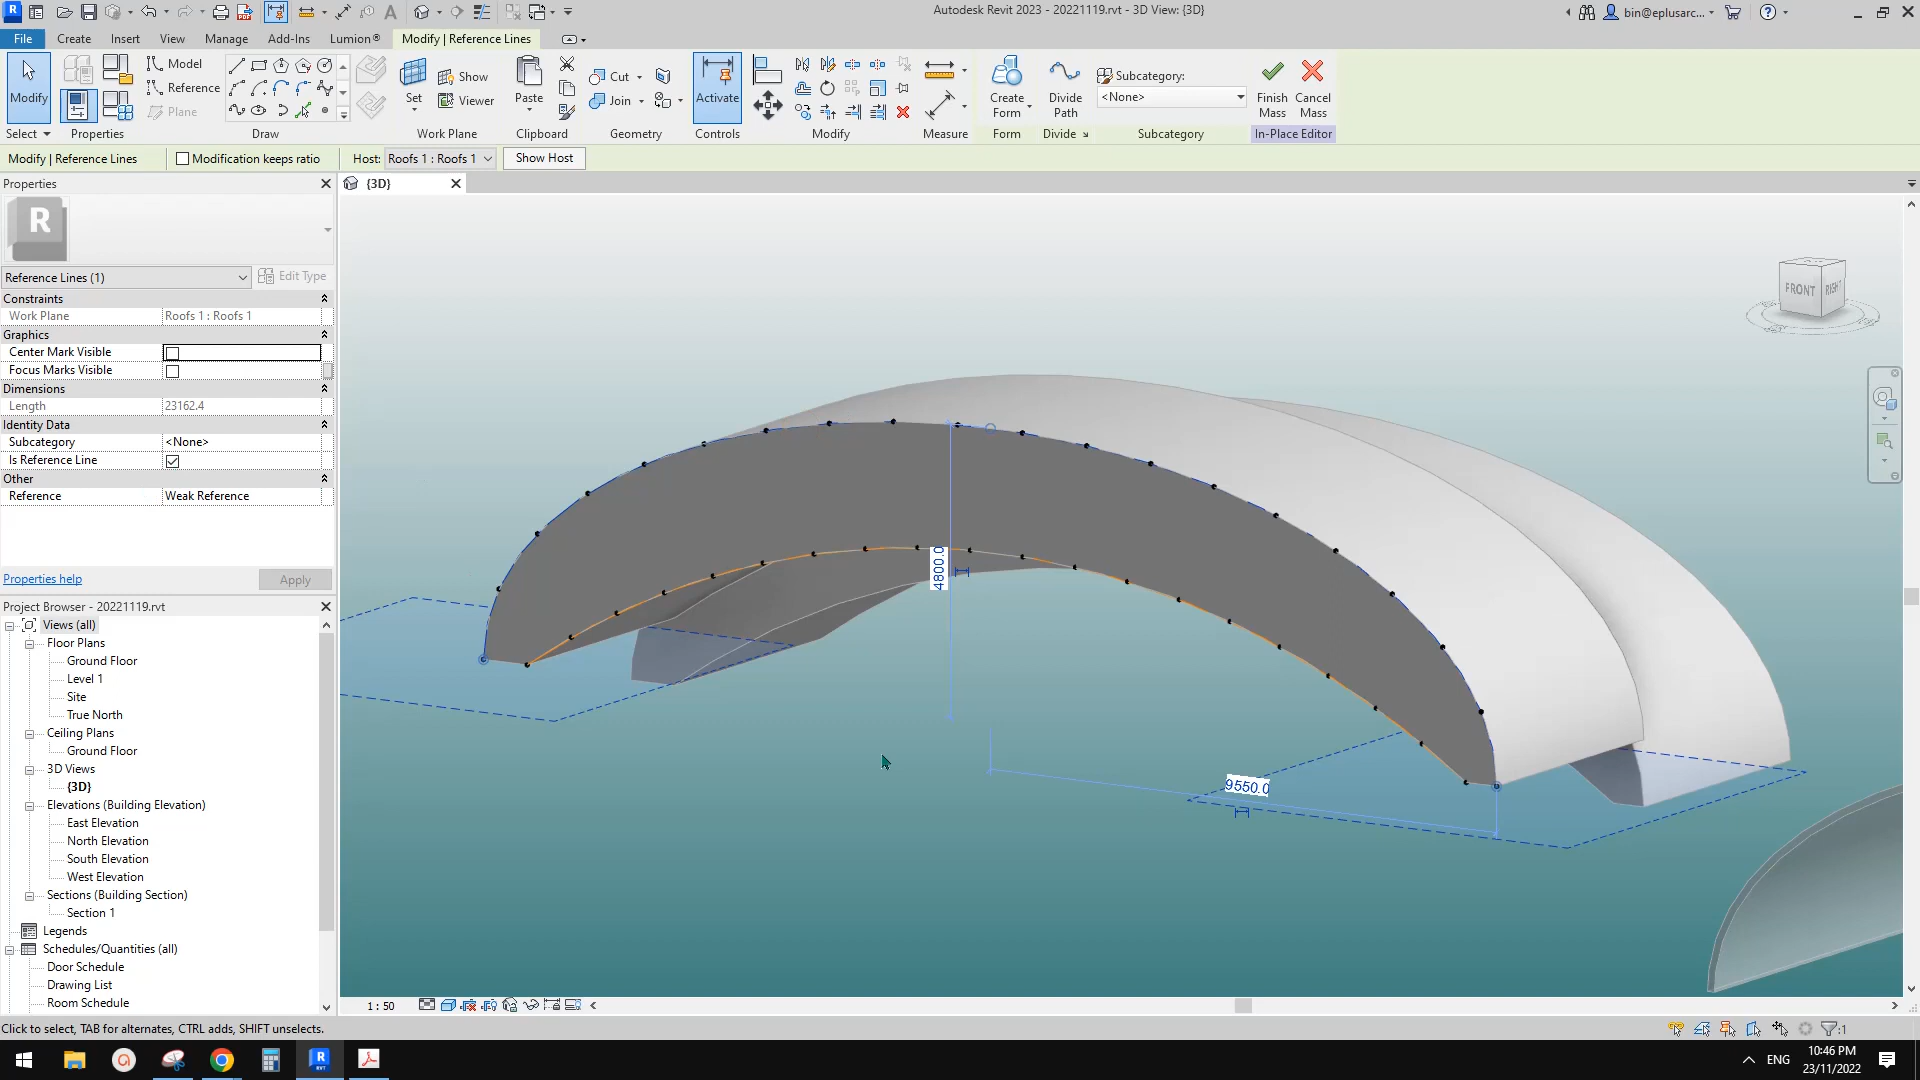 Autodesk Revit 2023 - 20221119.rvt - 3D View: {3D}
bin@eplusarc...
File
Create
Insert
View
Manage
Add-Ins
Lumion®
Modify | Reference Lines
Modify
Model
Reference
Plane
Set
Show
Viewer
Paste
Cut
Join
Activate
Create
Form
Divide
Path
Subcategory:
<None>
Finish
Mass
Cancel
Mass
Select
Properties
Draw
Work Plane
Clipboard
Geometry
Controls
Modify
Measure
Form
Divide
Subcategory
In-Place Editor
Modify | Reference Lines
Modification keeps ratio
Host:
Roofs 1 : Roofs 1
Show Host
Properties
{3D}
R
Reference Lines (1)
Edit Type
Constraints
Work Plane
Roofs 1 : Roofs 1
Graphics
Center Mark Visible
Focus Marks Visible
Dimensions
Length
23162.4
Identity Data
Subcategory
<None>
Is Reference Line
Other
Reference
Weak Reference
Properties help
Apply
Project Browser - 20221119.rvt
Views (all)
Floor Plans
Ground Floor
Level 1
Site
True North
Ceiling Plans
Ground Floor
3D Views
{3D}
Elevations (Building Elevation)
East Elevation
North Elevation
South Elevation
West Elevation
Sections (Building Section)
Section 1
Legends
Schedules/Quantities (all)
Door Schedule
Drawing List
Room Schedule
FRONT
RIGHT
4800.0
9550.0
1 : 50
Click to select, TAB for alternates, CTRL adds, SHIFT unselects.
:1
ENG
10:46 PM
23/11/2022